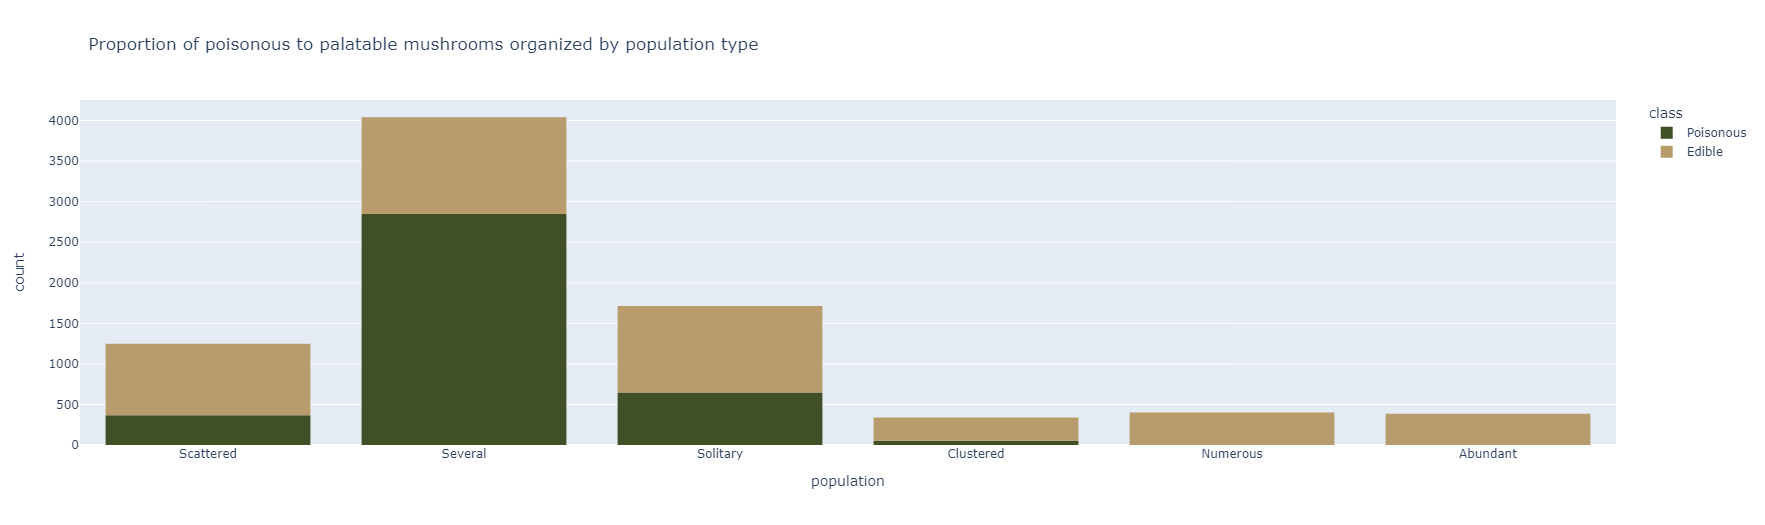 Proportion of poisonous to palatable mushrooms organized by population type
class
Poisonous
Edible
count
4000
3500
3000
2500
2000
1500
1000
500
0
Scattered
Several
Solitary
Clustered
Numerous
Abundant
population